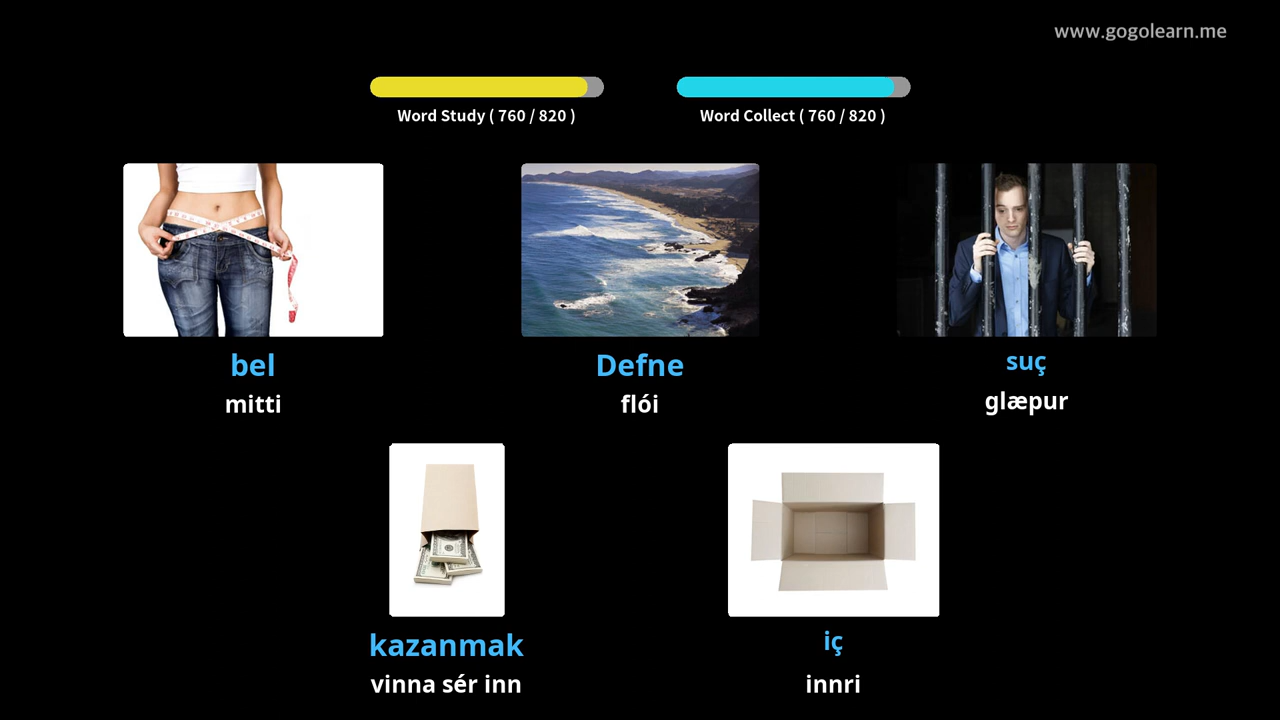 www.gogolearn.me
Word Study ( 760 / 820 )
Word Collect ( 760 / 820 )
bel
mitti
Defne
flói
suç
glæpur
kazanmak
vinna sér inn
iç
innri